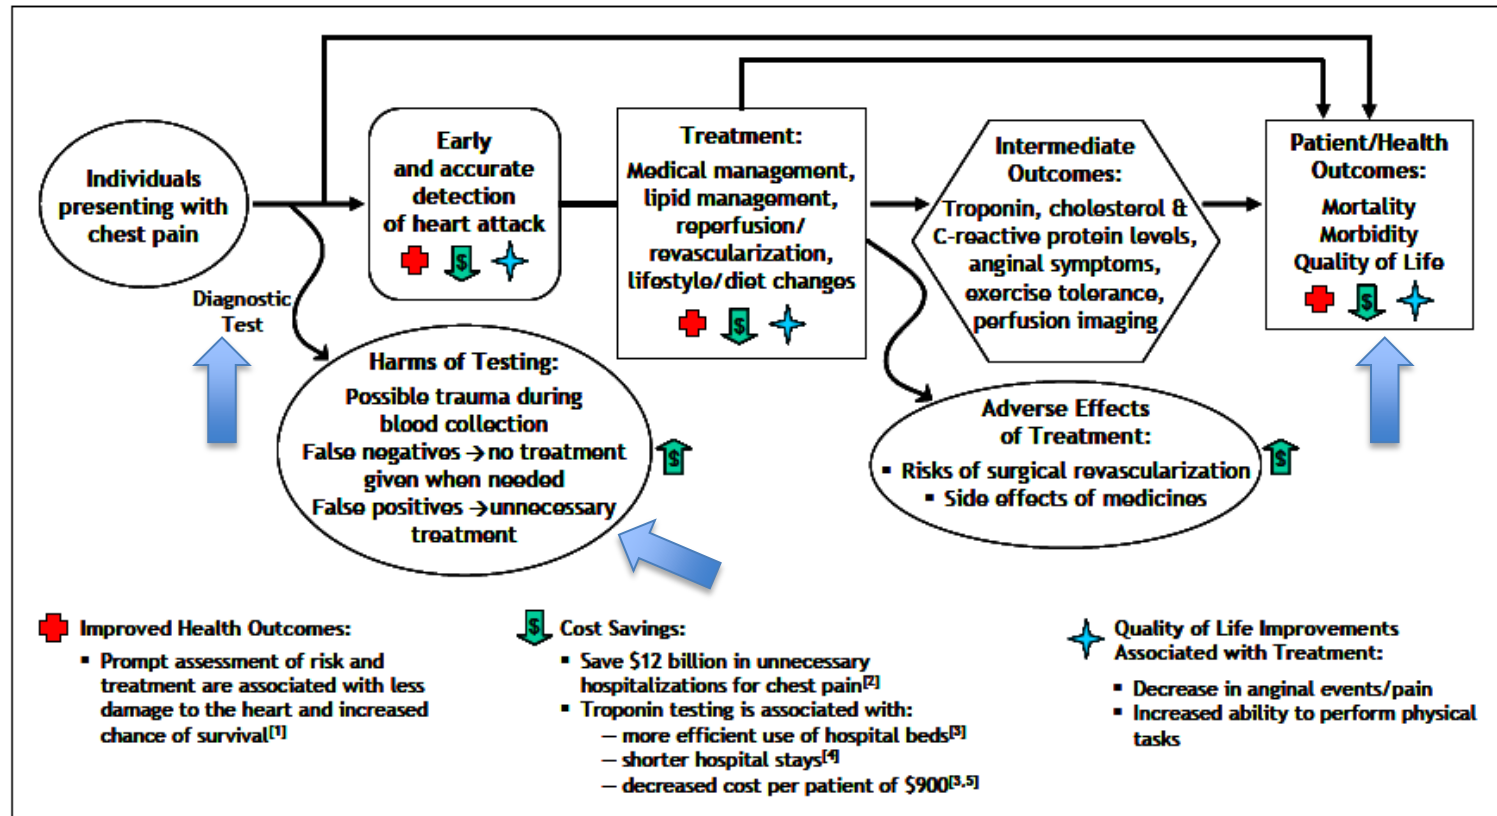 Individuals
presenting with
chest pain
Diagnostic
Test
Early
and accurate
detection
of heart attack
$
Harms of Testing:
Possible trauma during
blood collection
False negatives →no treatment
given when needed
False positives →unnecessary
treatment
$
Treatment:
Medical management,
lipid management,
reperfusion/
revascularization,
lifestyle/diet changes
$
Intermediate
Outcomes:
Troponin, cholesterol &
C-reactive protein levels,
anginal symptoms,
exercise tolerance,
perfusion imaging
Adverse Effects
of Treatment:
▪ Risks of surgical revascularization
▪ Side effects of medicines
$
Patient/Health
Outcomes:
Mortality
Morbidity
Quality of Life
$
Improved Health Outcomes:
▪ Prompt assessment of risk and
treatment are associated with less
damage to the heart and increased
chance of survival[1]
$ Cost Savings:
▪ Save $12 billion in unnecessary
hospitalizations for chest pain[2]
▪ Troponin testing is associated with:
— more efficient use of hospital beds[3]
— shorter hospital stays[4]
— decreased cost per patient of $900[3,5]
Quality of Life Improvements
Associated with Treatment:
▪ Decrease in anginal events/pain
▪ Increased ability to perform physical
tasks